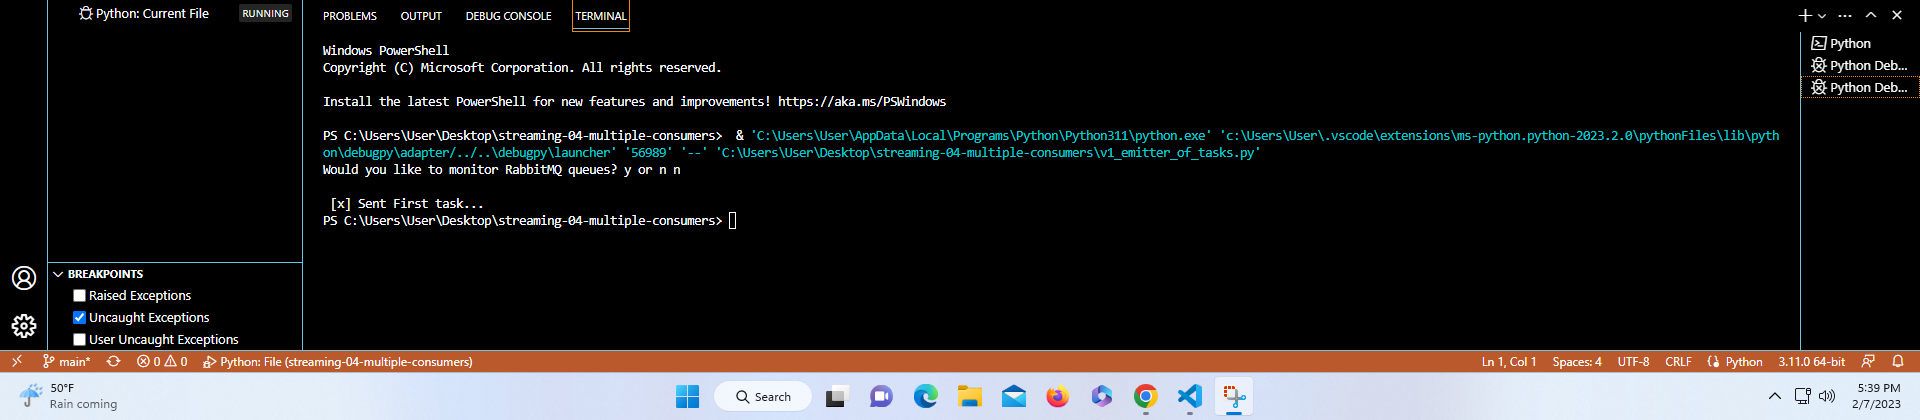 Python: Current File RUNNING
PROBLEMS OUTPUT DEBUG CONSOLE TERMINAL
Windows PowerShell
Copyright (C) Microsoft Corporation. All rights reserved.
Install the latest PowerShell for new features and improvements! https://aka.ms/PSWindows
PS C:\Users\User\Desktop\streaming-04-multiple-consumers>  & 'C:\Users\User\AppData\Local\Programs\Python\Python311\python.exe' 'c:\Users\User\.vscode\extensions\ms-python.python-2023.2.0\pythonFiles\lib\pyth
on\debugpy\adapter/../..\debugpy\launcher' '56989' '--' 'C:\Users\User\Desktop\streaming-04-multiple-consumers\v1_emitter_of_tasks.py'
Would you like to monitor RabbitMQ queues? y or n n
[x] Sent First task...
PS C:\Users\User\Desktop\streaming-04-multiple-consumers>
Python
Python Deb...
Python Deb...
BREAKPOINTS
Raised Exceptions
Uncaught Exceptions
User Uncaught Exceptions
main* 0 0 Python: File (streaming-04-multiple-consumers) Ln 1, Col 1 Spaces: 4 UTF-8 CRLF Python 3.11.0 64-bit
50°F
Rain coming
Search
5:39 PM
2/7/2023